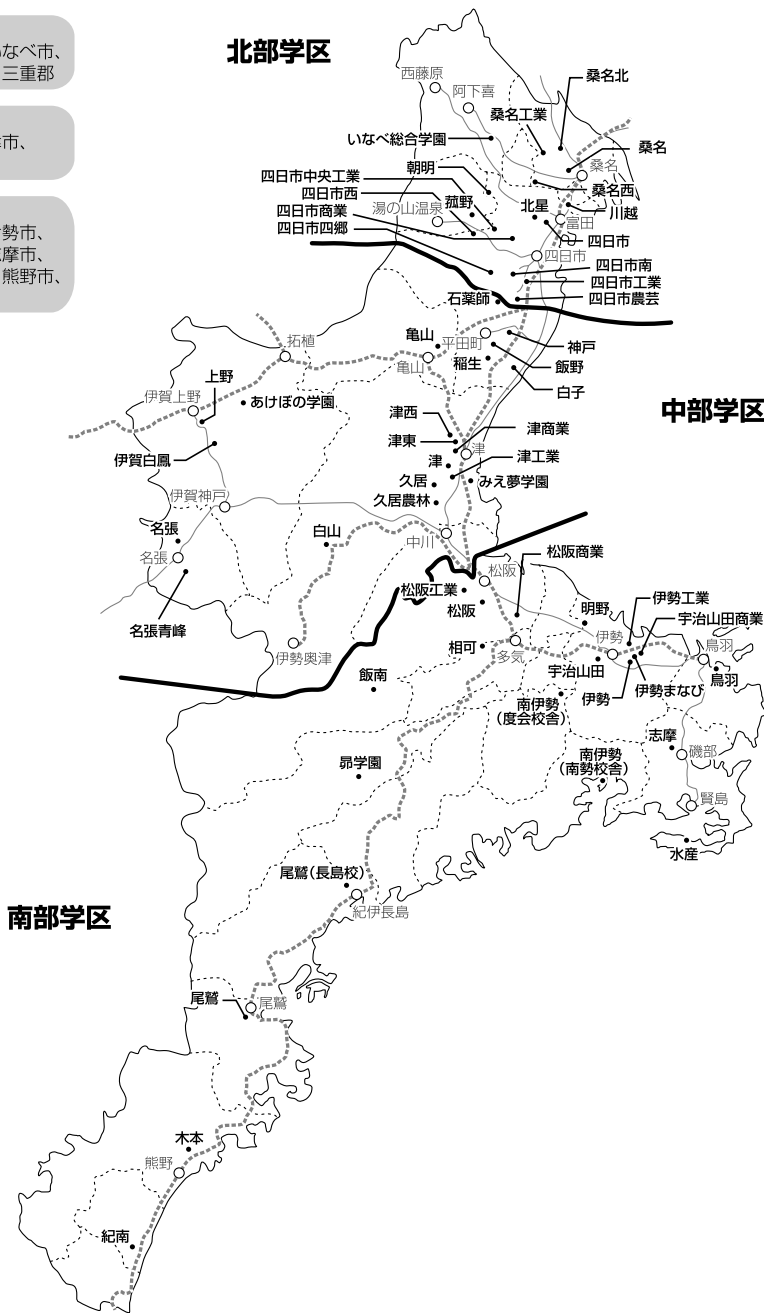 いなべ市、
三重郡
津市、
伊勢市、
志摩市、
熊野市、
北部学区
西藤原
阿下喜
桑名北
桑名工業
いなべ総合学園
桑名
朝明
桑名
四日市中央工業
桑名西
四日市西
菰野
北星
川越
湯の山温泉
四日市商業
富田
四日市四郷
四日市
四日市
四日市南
四日市工業
石薬師
四日市農芸
拓植
亀山
平田町
神戸
亀山
稲生
飯野
上野
白子
伊賀上野
あけぼの学園
中部学区
津西
津商業
津東
津
伊賀白鳳
津
津工業
久居
みえ夢学園
伊賀神戸
久居農林
名張
白山
中川
名張
松阪商業
松阪
松阪工業
伊勢工業
松阪
明野
宇治山田商業
名張青峰
伊勢
相可
鳥羽
伊勢奥津
多気
宇治山田
鳥羽
飯南
伊勢
伊勢まなび
南伊勢
(度会校舎)
志摩
南伊勢
(南勢校舎)
磯部
昴学園
賢島
水産
尾鷲(長島校)
南部学区
紀伊長島
尾鷲
尾鷲
木本
熊野
紀南